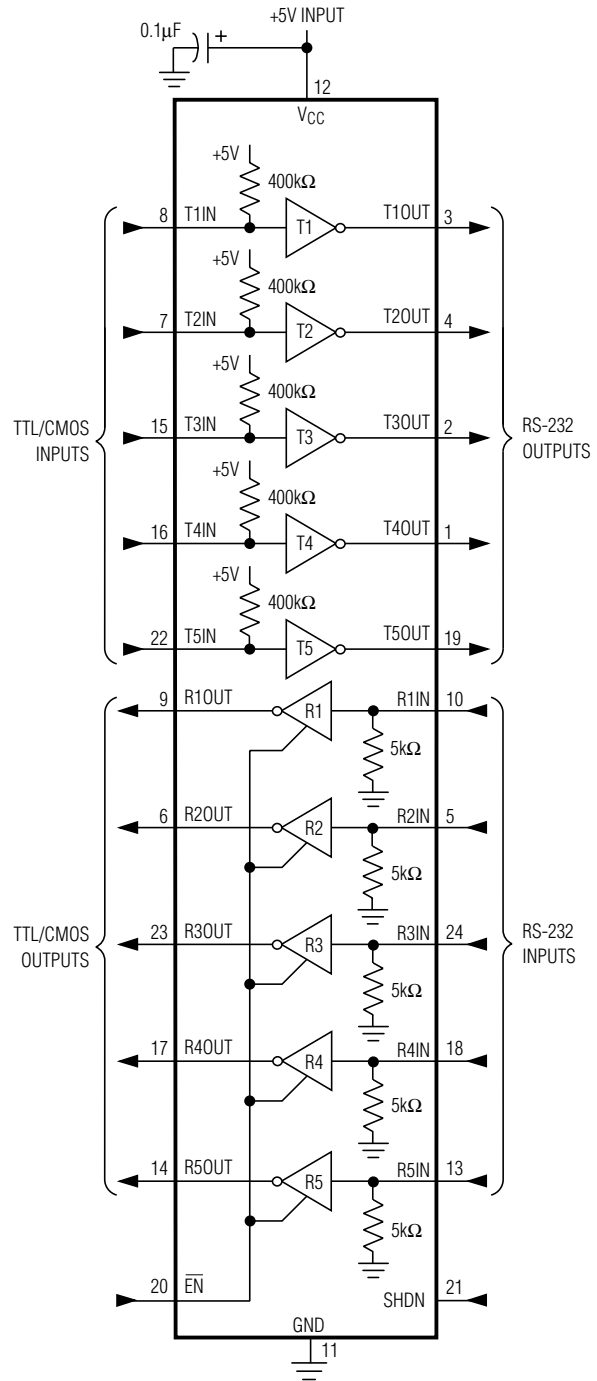 +5V INPUT
0.1µF +
12
VCC
+5V
400kΩ
8 T1IN T1 T1OUT 3
+5V
400kΩ
7 T2IN T2 T2OUT 4
+5V
400kΩ
TTL/CMOS INPUTS
15 T3IN T3 T3OUT 2
RS-232 OUTPUTS
+5V
400kΩ
16 T4IN T4 T4OUT 1
+5V
400kΩ
22 T5IN T5 T5OUT 19
9 R1OUT R1 R1IN 10
5kΩ
6 R2OUT R2 R2IN 5
5kΩ
TTL/CMOS OUTPUTS
23 R3OUT R3 R3IN 24
RS-232 INPUTS
5kΩ
17 R4OUT R4 R4IN 18
5kΩ
14 R5OUT R5 R5IN 13
5kΩ
20 EN SHDN 21
GND
11